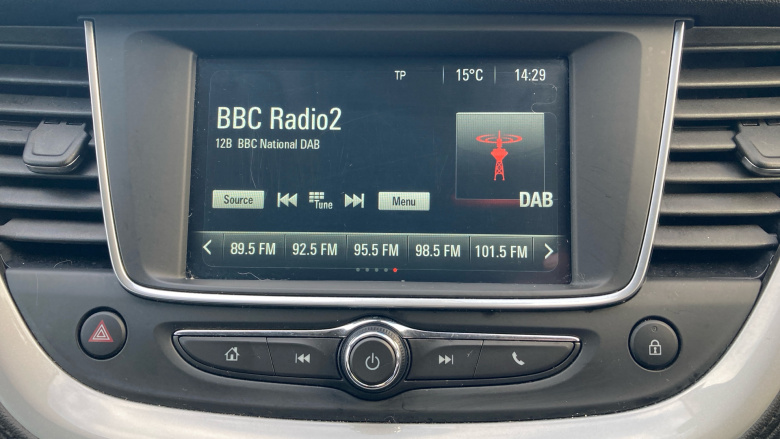 TP 15°C 14:29
BBC Radio2
12B BBC National DAB
DAB
Source Tune Menu
89.5 FM 92.5 FM 95.5 FM 98.5 FM 101.5 FM